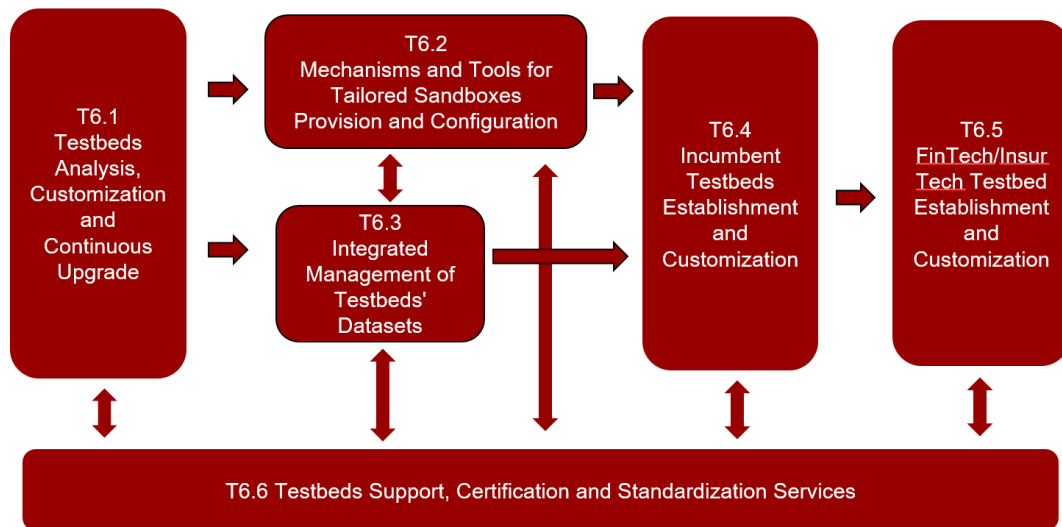 T6.1
Testbeds
Analysis,
Customization
and
Continuous
Upgrade
T6.2
Mechanisms and Tools for
Tailored Sandboxes
Provision and Configuration
T6.3
Integrated
Management of
Testbeds'
Datasets
T6.4
Incumbent
Testbeds
Establishment
and
Customization
T6.5
FinTech/Insur
Tech Testbed
Establishment
and
Customization
T6.6 Testbeds Support, Certification and Standardization Services